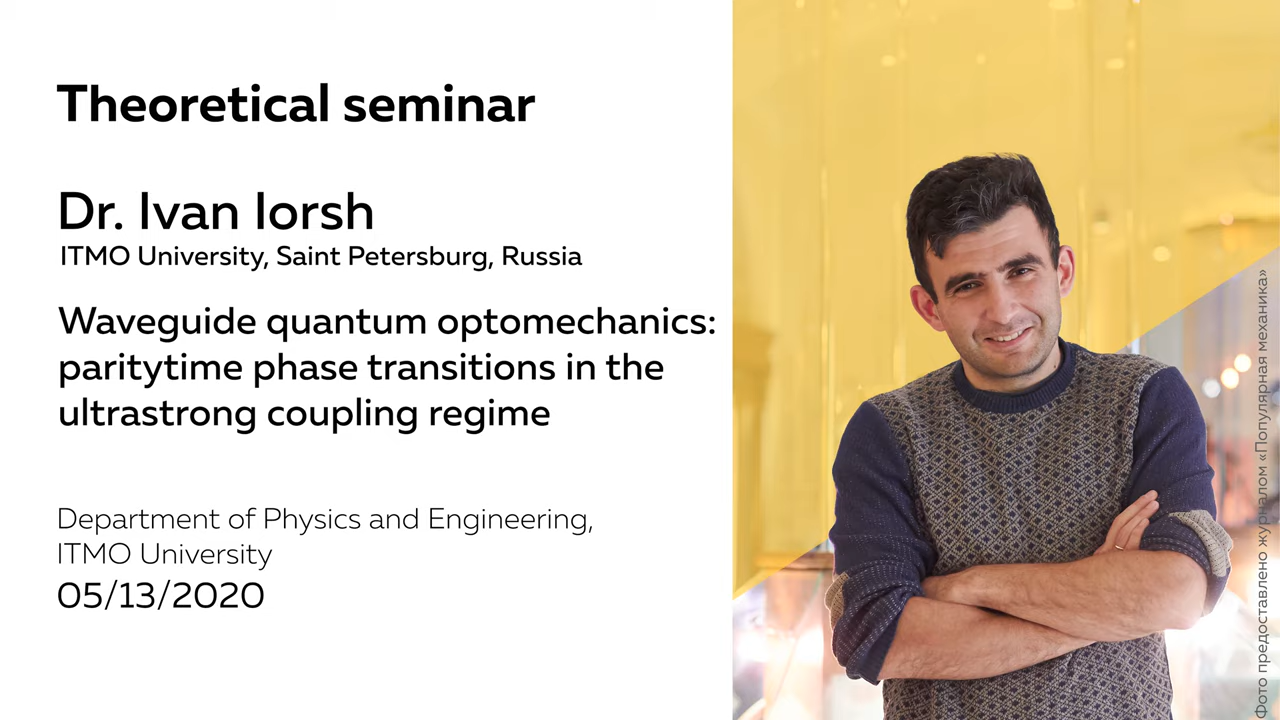 Theoretical seminar
Dr. Ivan Iorsh
ITMO University, Saint Petersburg, Russia
Waveguide quantum optomechanics:
paritytime phase transitions in the
ultrastrong coupling regime
Department of Physics and Engineering,
ITMO University
05/13/2020
Фото предоставлено журналом «Популярная механика»